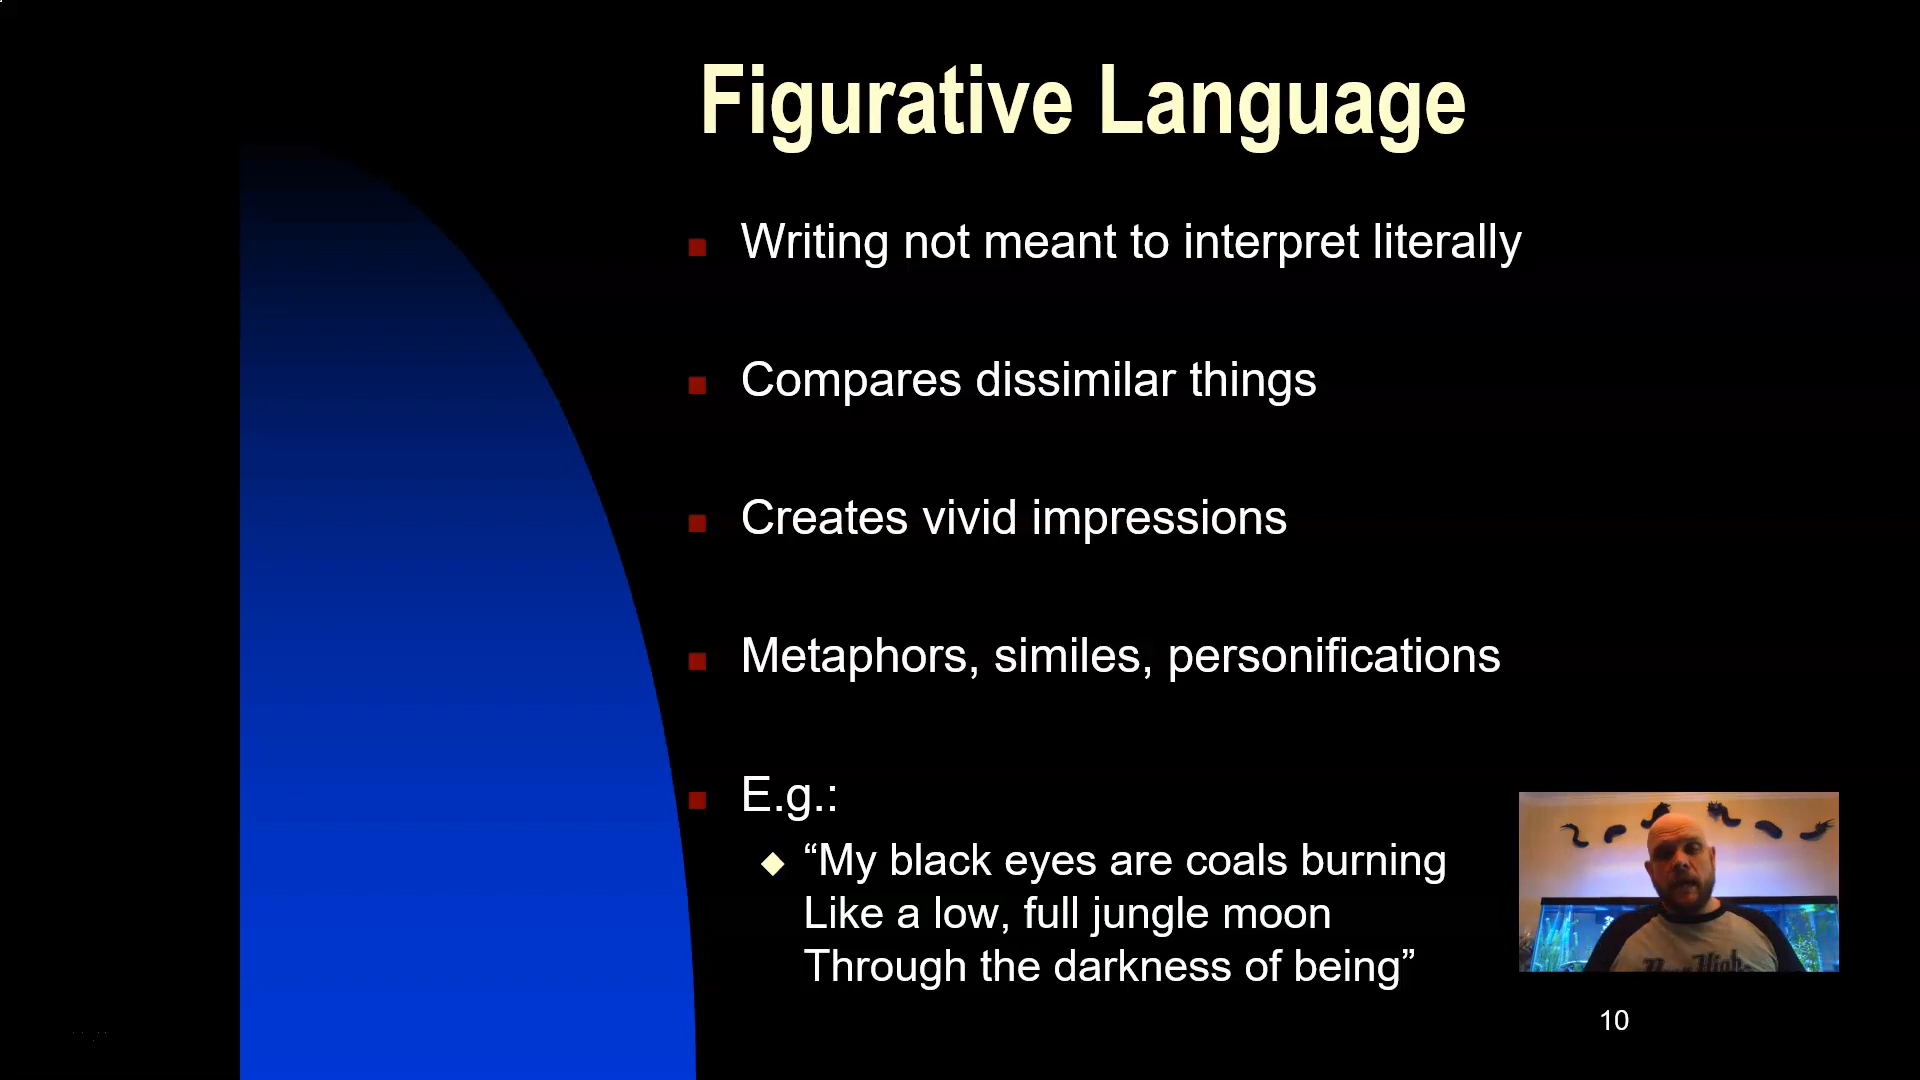 Figurative Language
Writing not meant to interpret literally
Compares dissimilar things
Creates vivid impressions
Metaphors, similes, personifications
E.g.:
“My black eyes are coals burning
Like a low, full jungle moon
Through the darkness of being”
10